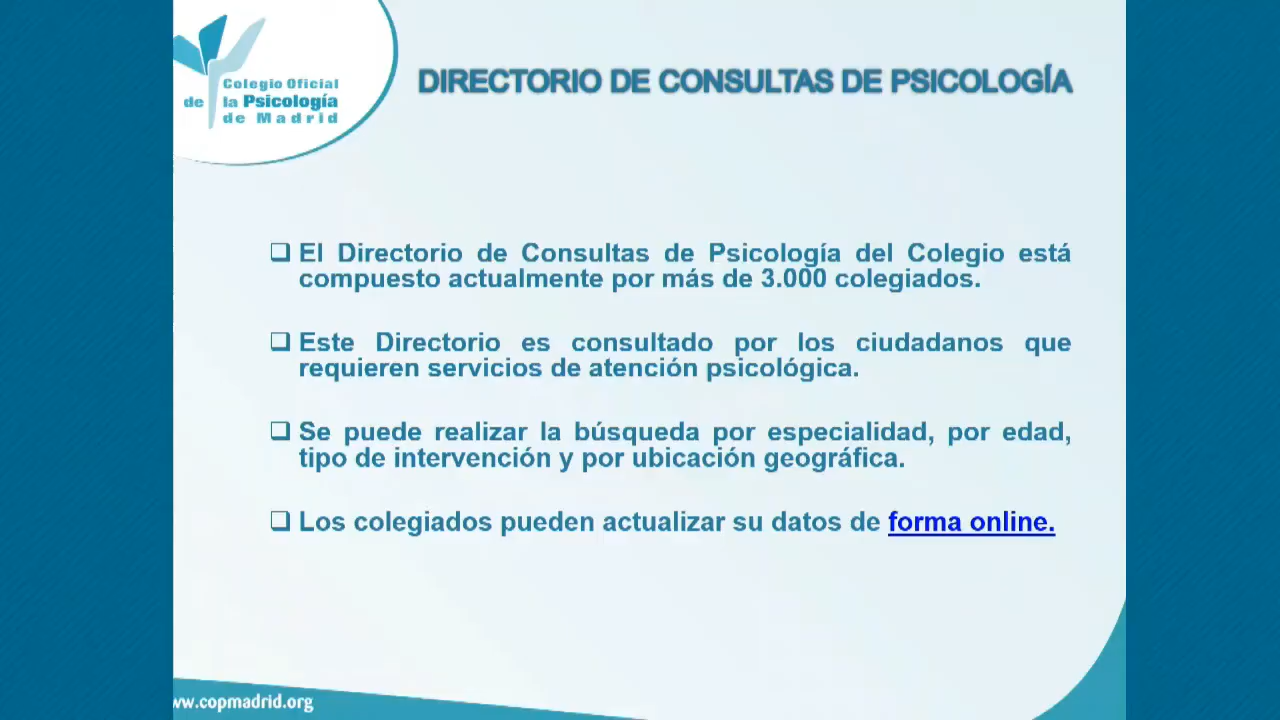 Colegio Oficial
de la Psicología
de Madrid
DIRECTORIO DE CONSULTAS DE PSICOLOGÍA
El Directorio de Consultas de Psicología del Colegio está
compuesto actualmente por más de 3.000 colegiados.
Este Directorio es consultado por los ciudadanos que
requieren servicios de atención psicológica.
Se puede realizar la búsqueda por especialidad, por edad,
tipo de intervención y por ubicación geográfica.
Los colegiados pueden actualizar su datos de forma online.
ww.copmadrid.org